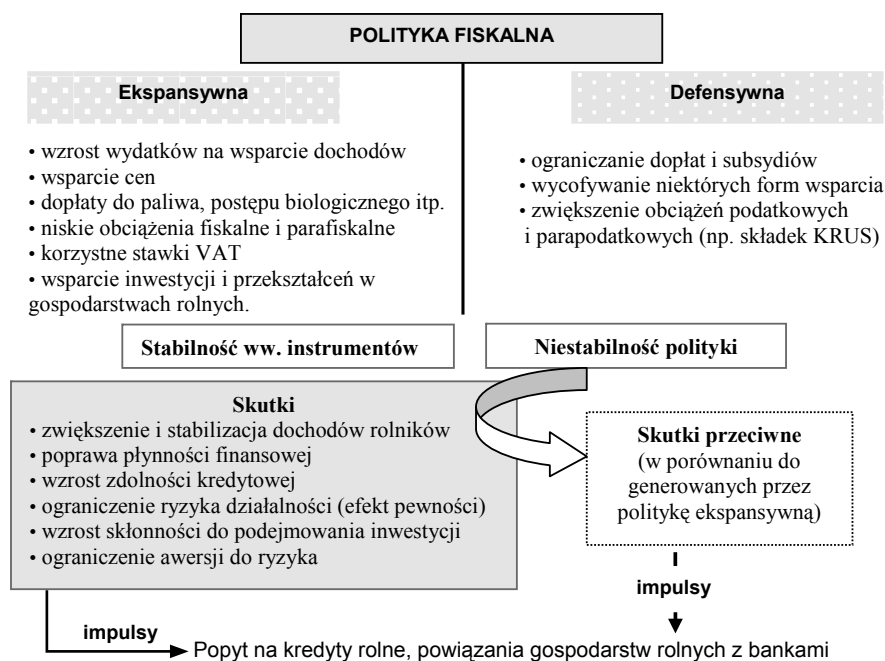 POLITYKA FISKALNA
Ekspansywna
• wzrost wydatków na wsparcie dochodów
• wsparcie cen
• dopłaty do paliwa, postępu biologicznego itp.
• niskie obciążenia fiskalne i parafiskalne
• korzystne stawki VAT
• wsparcie inwestycji i przekształceń w
gospodarstwach rolnych.
Defensywna
• ograniczanie dopłat i subsydiów
• wycofywanie niektórych form wsparcia
• zwiększenie obciążeń podatkowych
i parapodatkowych (np. składek KRUS)
Stabilność ww. instrumentów
Niestabilność polityki
Skutki
• zwiększenie i stabilizacja dochodów rolników
• poprawa płynności finansowej
• wzrost zdolności kredytowej
• ograniczenie ryzyka działalności (efekt pewności)
• wzrost skłonności do podejmowania inwestycji
• ograniczenie awersji do ryzyka
Skutki przeciwne
(w porównaniu do
generowanych przez
politykę ekspansywną)
impulsy
impulsy
Popyt na kredyty rolne, powiązania gospodarstw rolnych z bankami